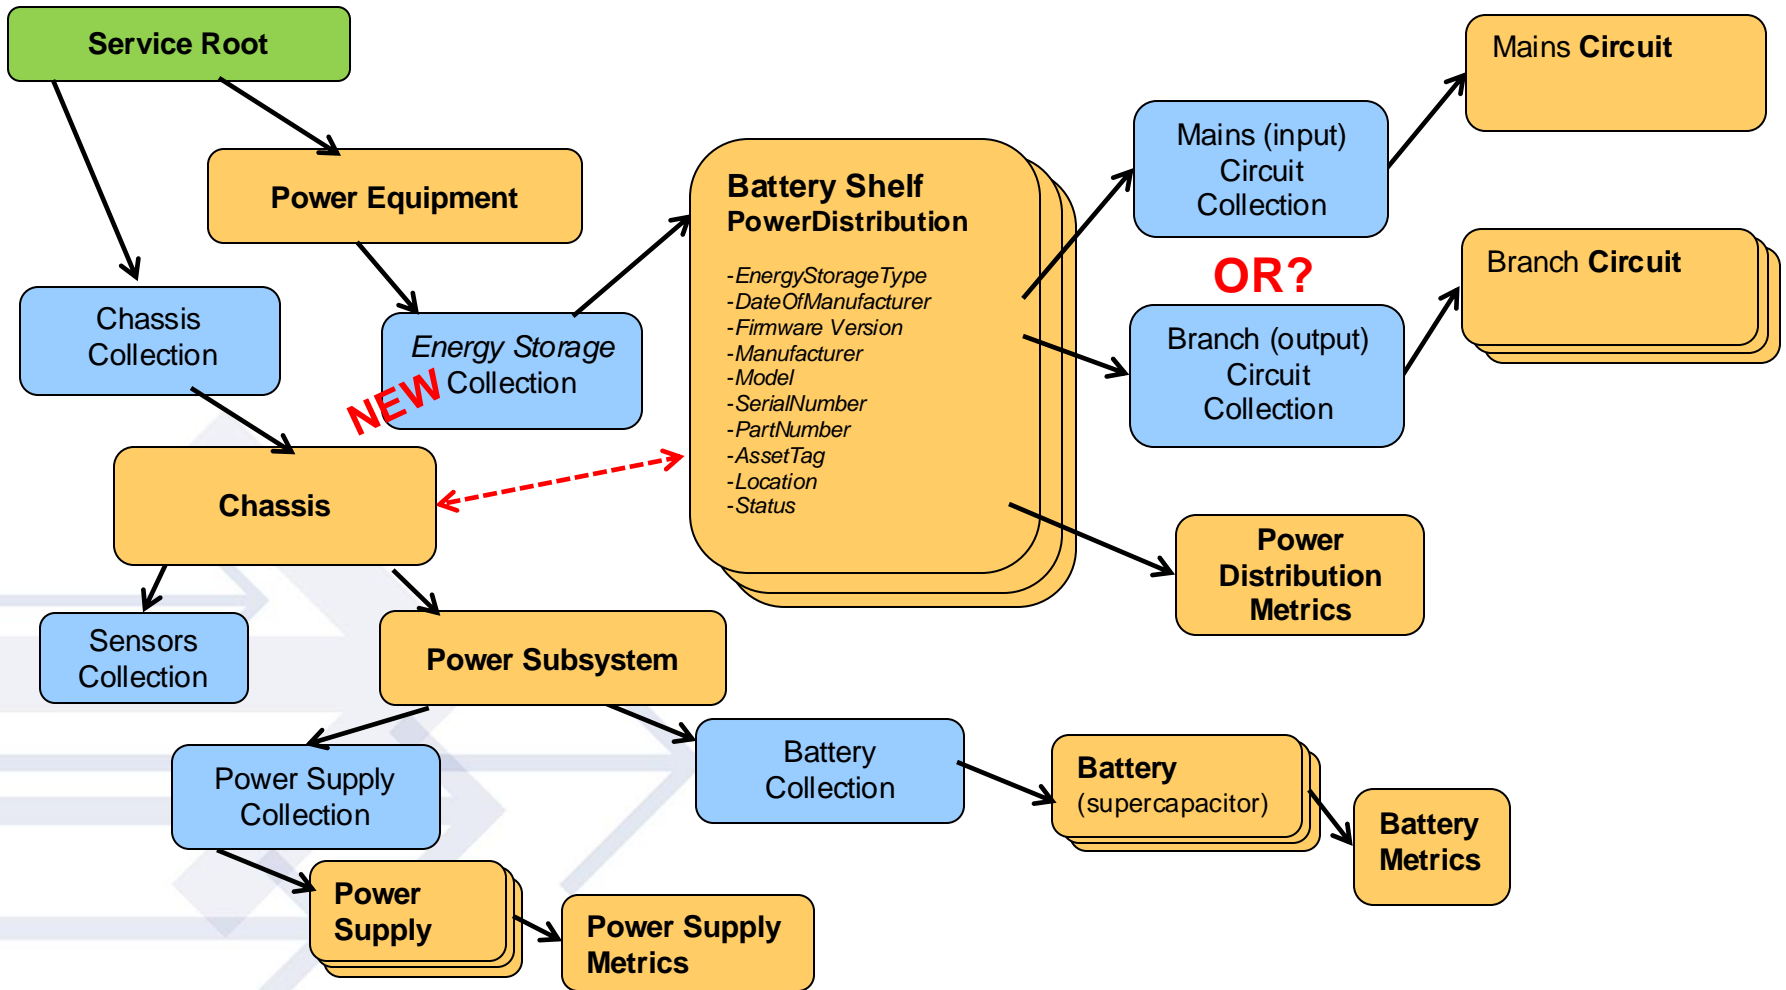 Service Root
Mains Circuit
Mains (input)
Circuit
Collection
Power Equipment
Battery Shelf
PowerDistribution
-EnergyStorageType
-DateOfManufacturer
-Firmware Version
-Manufacturer
-Model
-SerialNumber
-PartNumber
-AssetTag
-Location
-Status
OR?
Branch Circuit
Chassis
Collection
Energy Storage
Collection
NEW
Branch (output)
Circuit
Collection
Chassis
Power
Distribution
Metrics
Sensors
Collection
Power Subsystem
Power Supply
Collection
Battery
Collection
Battery
(supercapacitor)
Battery
Metrics
Power
Supply
Power Supply
Metrics